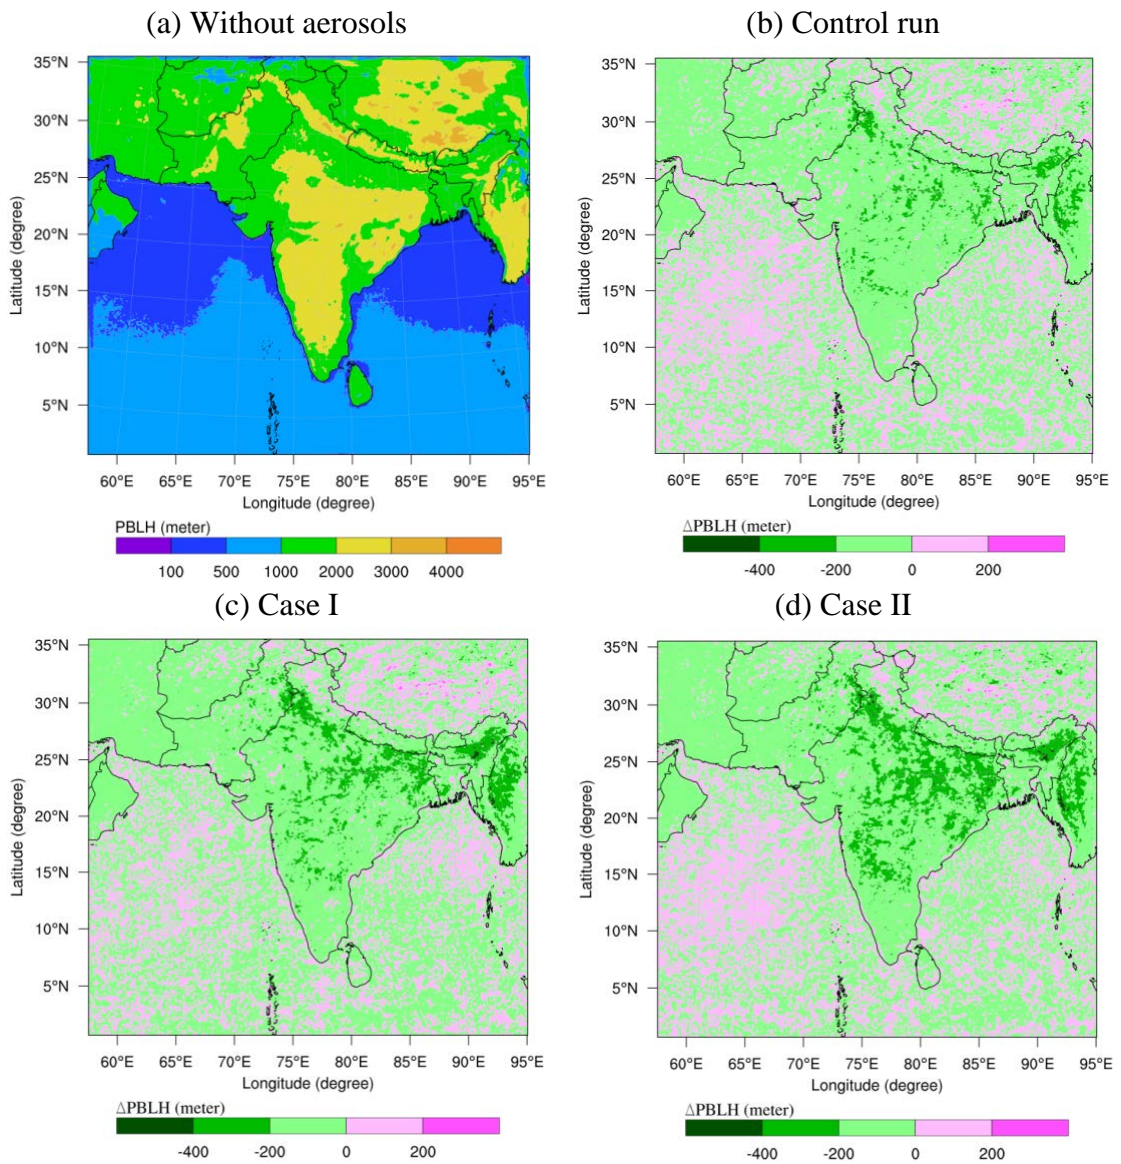 (a) Without aerosols
(b) Control run
35°N
30°N
25°N
20°N
15°N
10°N
5°N
Latitude (degree)
60°E 65°E 70°E 75°E 80°E 85°E 90°E 95°E
Longitude (degree)
PBLH (meter)
100 500 1000 2000 3000 4000
35°N
30°N
25°N
20°N
15°N
10°N
5°N
Latitude (degree)
60°E 65°E 70°E 75°E 80°E 85°E 90°E 95°E
Longitude (degree)
ΔPBLH (meter)
-400 -200 0 200
(c) Case I
(d) Case II
35°N
30°N
25°N
20°N
15°N
10°N
5°N
Latitude (degree)
60°E 65°E 70°E 75°E 80°E 85°E 90°E 95°E
Longitude (degree)
ΔPBLH (meter)
-400 -200 0 200
35°N
30°N
25°N
20°N
15°N
10°N
5°N
Latitude (degree)
60°E 65°E 70°E 75°E 80°E 85°E 90°E 95°E
Longitude (degree)
ΔPBLH (meter)
-400 -200 0 200